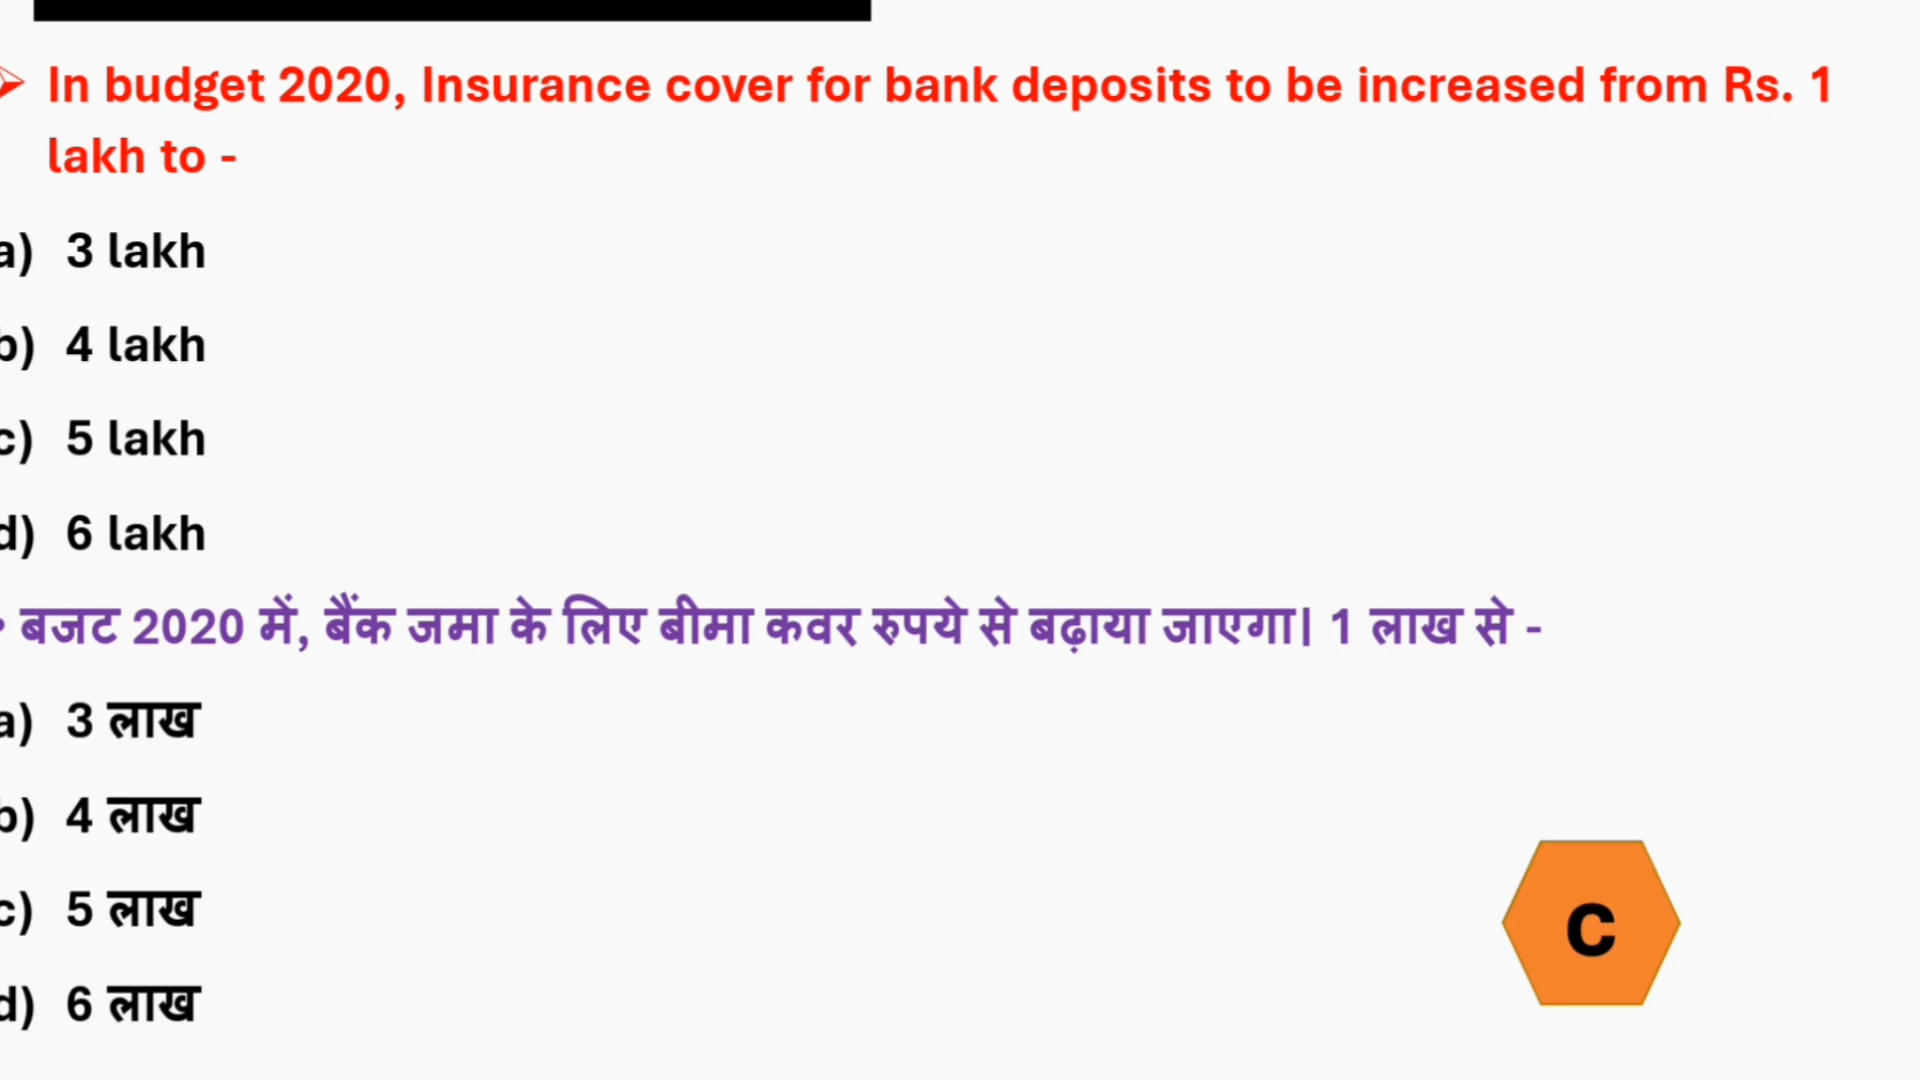 In budget 2020, Insurance cover for bank deposits to be increased from Rs. 1
lakh to -
a) 3 lakh
b) 4 lakh
c) 5 lakh
d) 6 lakh
• बजट 2020 में, बैंक जमा के लिए बीमा कवर रुपये से बढ़ाया जाएगा| 1 लाख से -
a) 3 लाख
b) 4 लाख
c) 5 लाख
d) 6 लाख
C